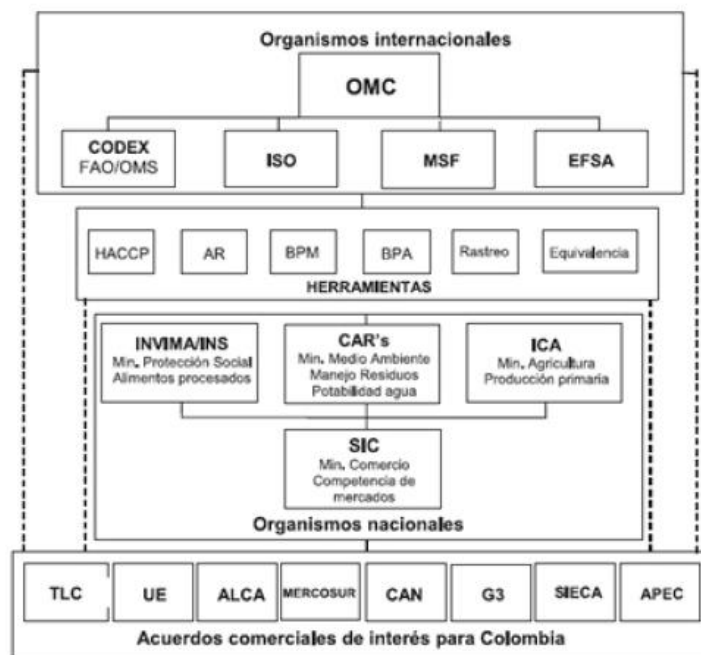 Organismos internacionales
OMC
CODEX
FAO/OMS
ISO
MSF
EFSA
HACCP
AR
BPM
BPA
Rastreo
Equivalencia
HERRAMIENTAS
INVIMA/INS
Min. Protección Social
Alimentos procesados
CAR's
Min. Medio Ambiente
Manejo Residuos
Potabilidad agua
ICA
Min. Agricultura
Producción primaria
SIC
Min. Comercio
Competencia de
mercados
Organismos nacionales
TLC
UE
ALCA
MERCOSUR
CAN
G3
SIECA
APEC
Acuerdos comerciales de interés para Colombia